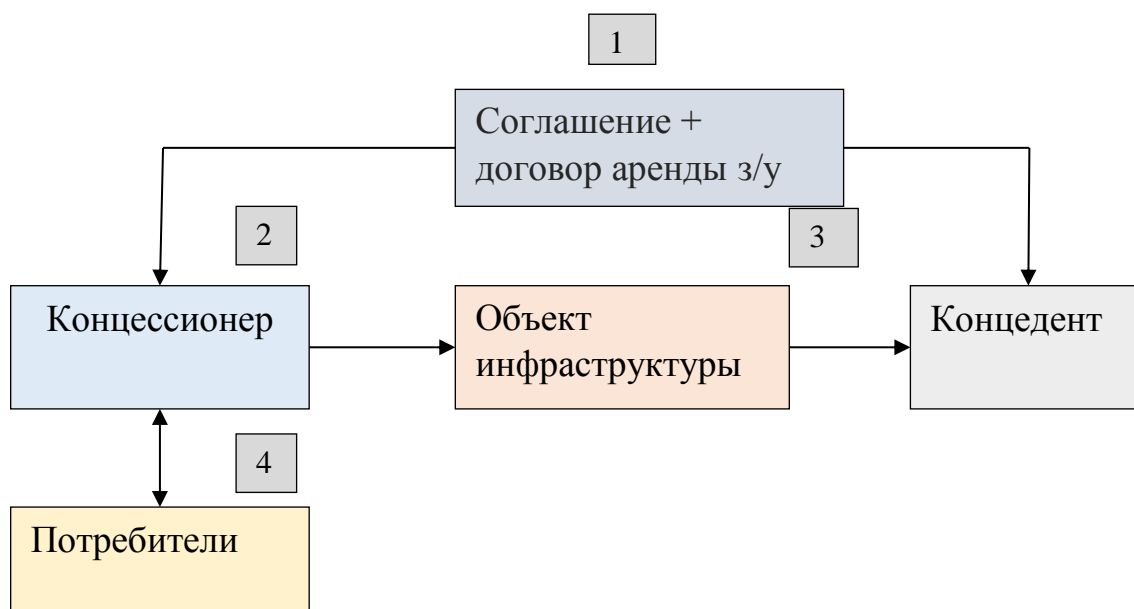 1
Соглашение +
договор аренды з/у
2
3
Концессионер
Объект
инфраструктуры
Концедент
4
Потребители